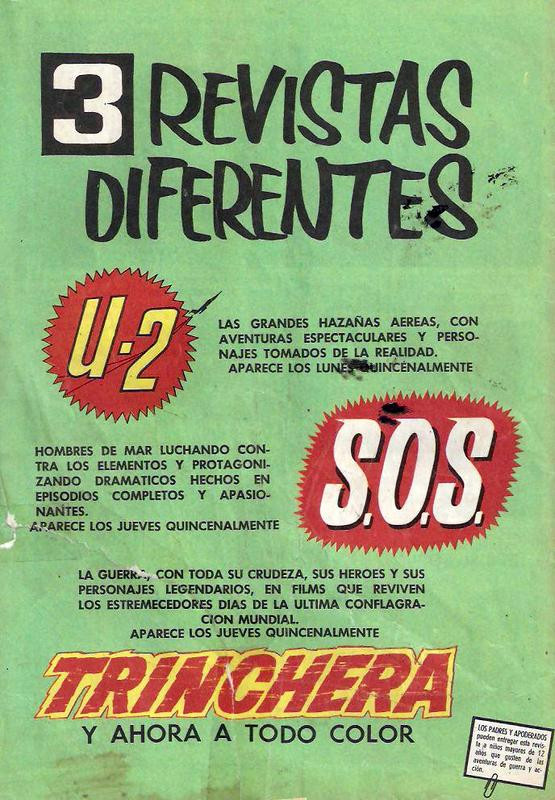 3 REVISTAS
DIFERENTES
U-2
LAS GRANDES HAZAÑAS AEREAS, CON
AVENTURAS ESPECTACULARES Y PERSO-
NAJES TOMADOS DE LA REALIDAD.
APARECE LOS LUNES QUINCENALMENTE
HOMBRES DE MAR LUCHANDO CON-
TRA LOS ELEMENTOS Y PROTAGONI-
ZANDO DRAMATICOS HECHOS EN
EPISODIOS COMPLETOS Y APASIO-
NANTES.
APARECE LOS JUEVES QUINCENALMENTE
S.O.S.
LA GUERRA, CON TODA SU CRUDEZA, SUS HEROES Y SUS
PERSONAJES LEGENDARIOS, EN FILMS QUE REVIVEN
LOS ESTREMECEDORES DIAS DE LA ULTIMA CONFLAGRA-
CION MUNDIAL.
APARECE LOS JUEVES QUINCENALMENTE
TRINCHERA
Y AHORA A TODO COLOR
LOS PADRES Y APODERADOS
pueden entregar esta revis-
ta a niños mayores de 12
años que gusten de las
aventuras de guerra y ac-
ción.